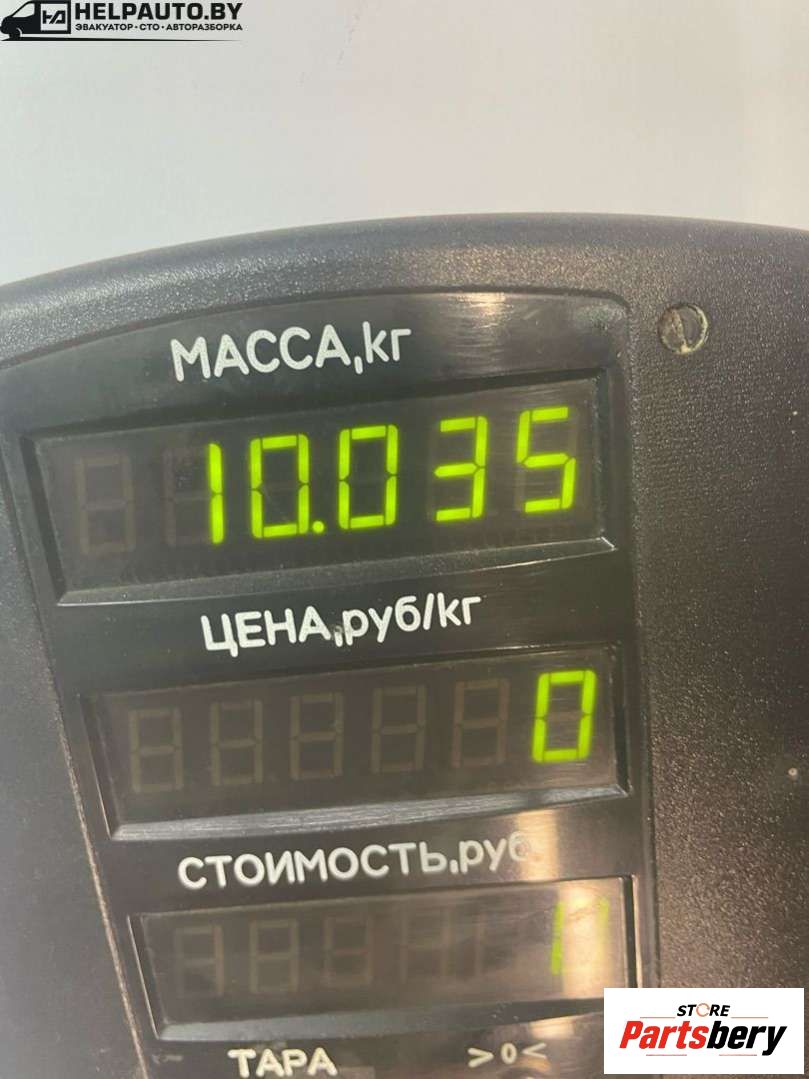 HELPAUTO.BY
ЭВАКУАТОР•СТО•АВТОРАЗБОРКА
МАССА,кг
10.035
ЦЕНА,руб/кг
0
СТОИМОСТЬ,руб
ТАРА >0<
STORE
Partsbery